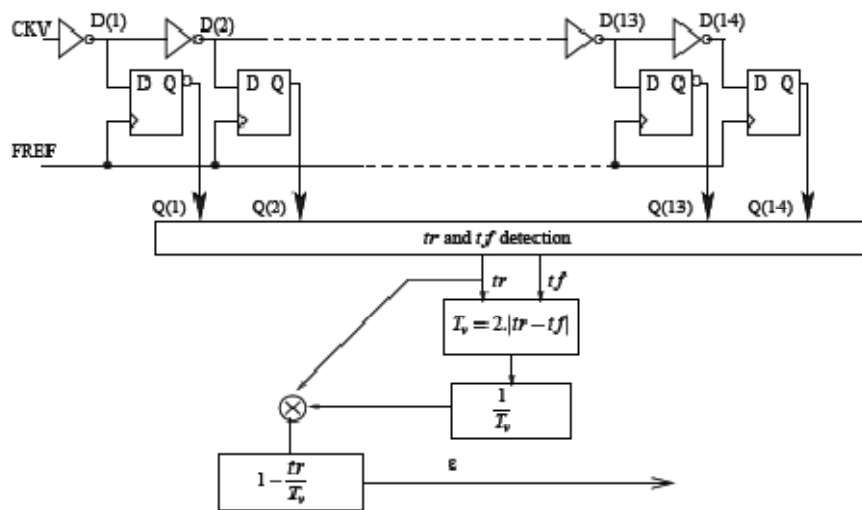 CKV D(1) D(2) D(13) D(14)
D Q D Q D Q D Q
FREF
Q(1) Q(2) Q(13) Q(14)
tr and tf detection
tr tf
T_v = 2.|tr − tf|
1/T_v
1 − tr/T_v
ε